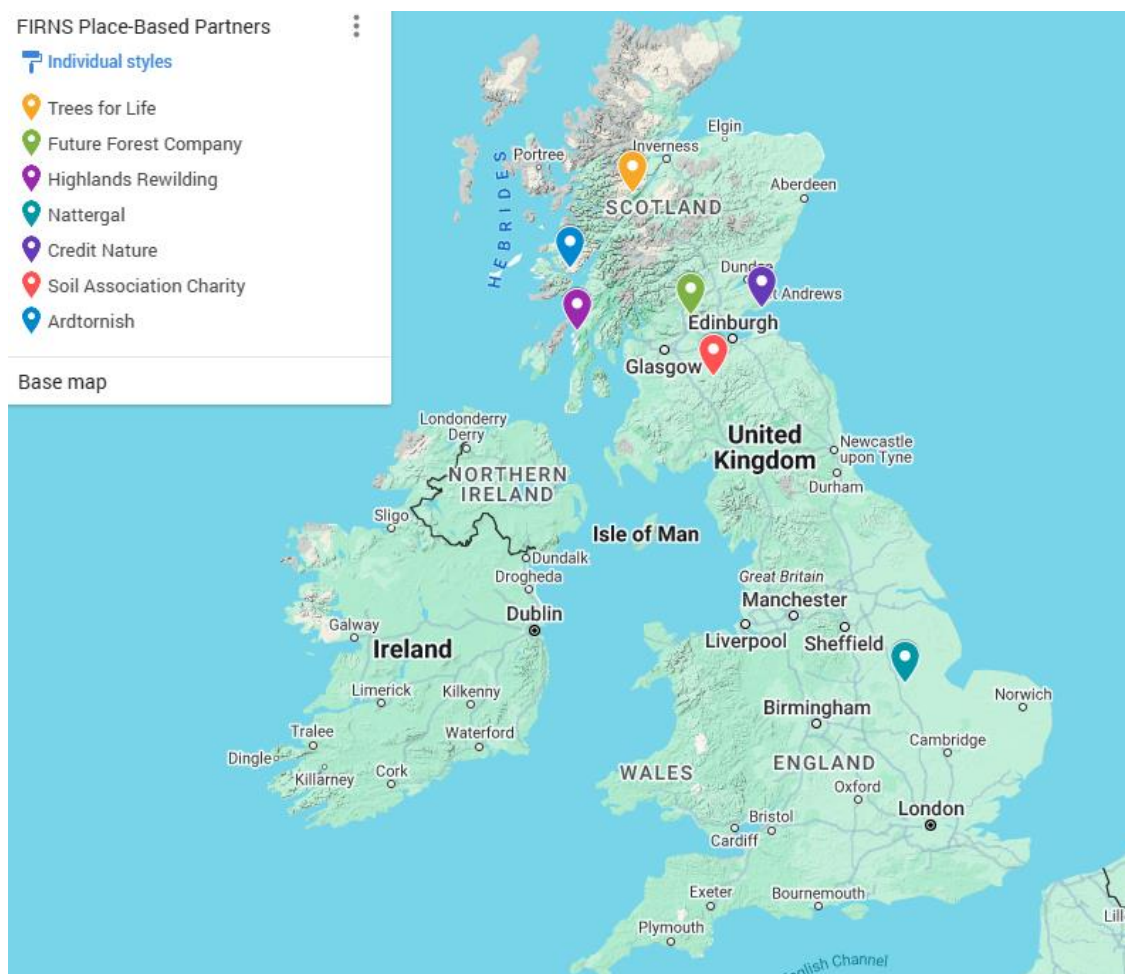 FIRNS Place-Based Partners
Individual styles
Trees for Life
Future Forest Company
Highlands Rewilding
Nattergal
Credit Nature
Soil Association Charity
Ardtornish
Base map
Elgin
Inverness
Portree
HEBRIDES
Aberdeen
SCOTLAND
Dundee
t Andrews
Edinburgh
Glasgow
Londonderry
Derry
United
Kingdom
Newcastle
upon Tyne
NORTHERN
IRELAND
Durham
Sligo
Isle of Man
Dundalk
Drogheda
Great Britain
Manchester
Dublin
Galway
Liverpool
Sheffield
Ireland
Limerick
Kilkenny
Norwich
Birmingham
Tralee
Waterford
Cambridge
Dingle
Killarney
Cork
WALES
ENGLAND
Oxford
London
Bristol
Cardiff
Exeter
Bournemouth
Lille
Plymouth
nglish Channel